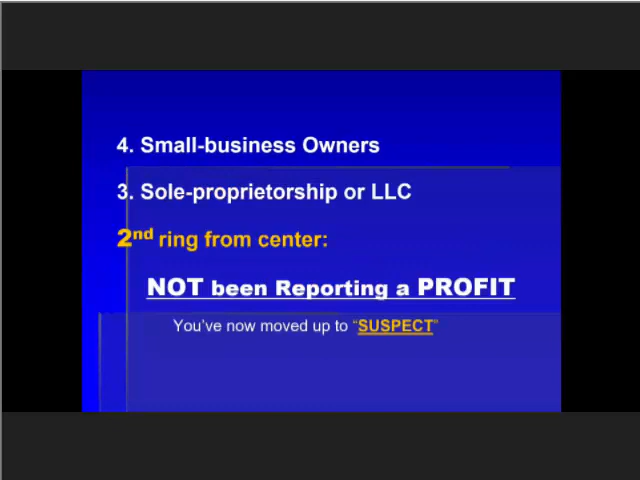 4. Small-business Owners
3. Sole-proprietorship or LLC
2nd ring from center:
NOT been Reporting a PROFIT
You've now moved up to "SUSPECT"